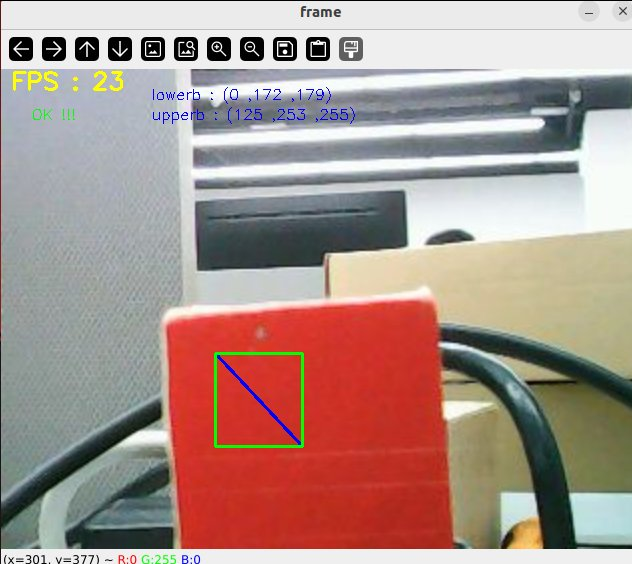 frame
FPS : 23
lowerb : (0 ,172 ,179)
OK !!!
upperb : (125 ,253 ,255)
(x=301, y=377) ~ R:0 G:255 B:0